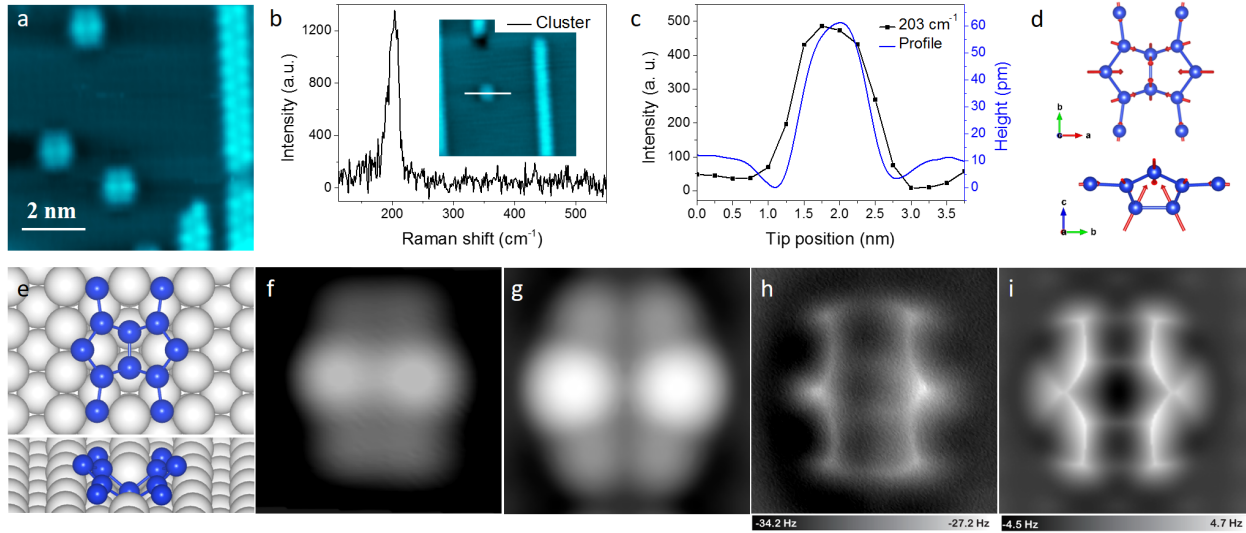 a
2 nm
b
Intensity (a.u.)
1200
800
400
0
200
300
400
500
Raman shift (cm⁻¹)
Cluster
c
Intensity (a. u.)
500
400
300
200
100
0
0.0
0.5
1.0
1.5
2.0
2.5
3.0
3.5
Tip position (nm)
203 cm⁻¹
Profile
60
50
40
30
20
10
0
Height (pm)
d
b
a
c
a
b
e
f
g
h
-34.2 Hz
-27.2 Hz
i
-4.5 Hz
4.7 Hz